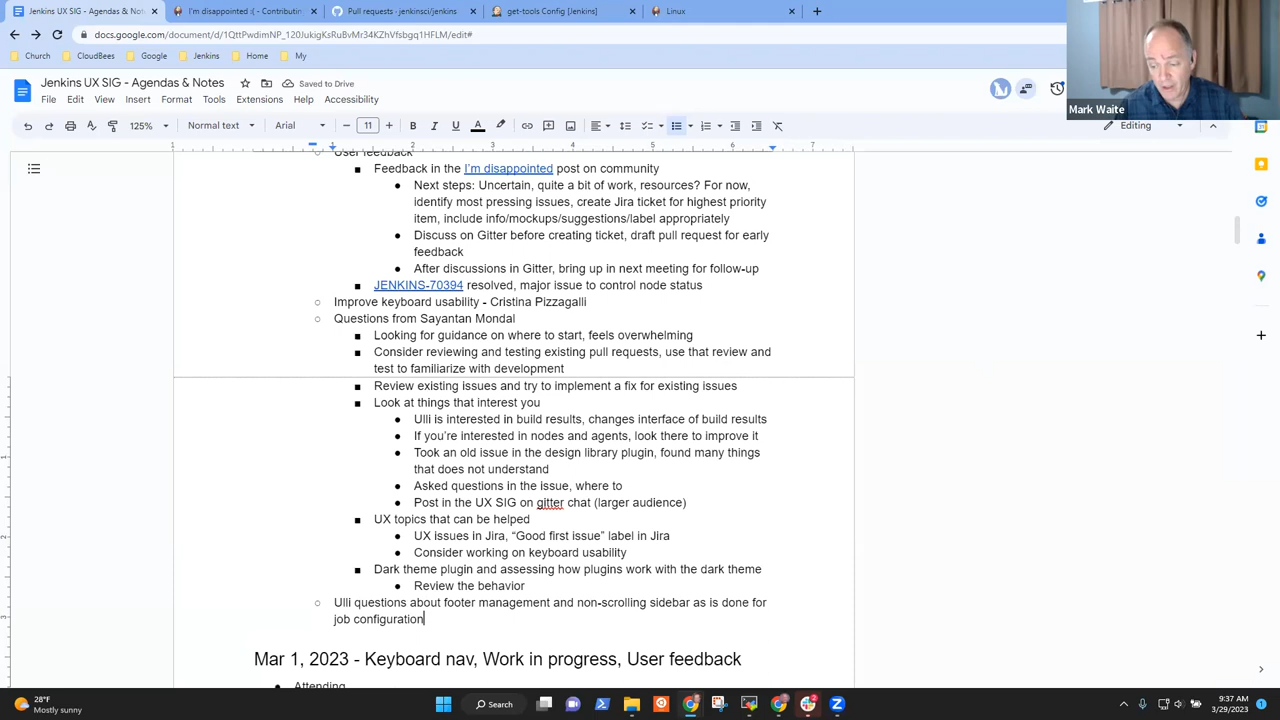 Jenkins UX SIG - Agendas & Notes
I'm disappointed :( - Contributin
Pull requests · jenkinsci/jenkins
get-tools Config [Jenkins]
Linux
docs.google.com/document/d/1QttPwdimNP_120JukigKsRuBvMr34KZhVfsbgq1HFLM/edit#
Church
CloudBees
Google
Jenkins
Home
My
Jenkins UX SIG - Agendas & Notes
Saved to Drive
File Edit View Insert Format Tools Extensions Help Accessibility
125%
Normal text
Arial
11
Editing
Mark Waite
1 2 3 4 5 6 7
User feedback
Feedback in the I'm disappointed post on community
Next steps: Uncertain, quite a bit of work, resources? For now,
identify most pressing issues, create Jira ticket for highest priority
item, include info/mockups/suggestions/label appropriately
Discuss on Gitter before creating ticket, draft pull request for early
feedback
After discussions in Gitter, bring up in next meeting for follow-up
JENKINS-70394 resolved, major issue to control node status
Improve keyboard usability - Cristina Pizzagalli
Questions from Sayantan Mondal
Looking for guidance on where to start, feels overwhelming
Consider reviewing and testing existing pull requests, use that review and
test to familiarize with development
Review existing issues and try to implement a fix for existing issues
Look at things that interest you
Ulli is interested in build results, changes interface of build results
If you're interested in nodes and agents, look there to improve it
Took an old issue in the design library plugin, found many things
that does not understand
Asked questions in the issue, where to
Post in the UX SIG on gitter chat (larger audience)
UX topics that can be helped
UX issues in Jira, “Good first issue” label in Jira
Consider working on keyboard usability
Dark theme plugin and assessing how plugins work with the dark theme
Review the behavior
Ulli questions about footer management and non-scrolling sidebar as is done for
job configuration
Mar 1, 2023 - Keyboard nav, Work in progress, User feedback
Attending
28°F
Mostly sunny
Search
9:37 AM
3/29/2023